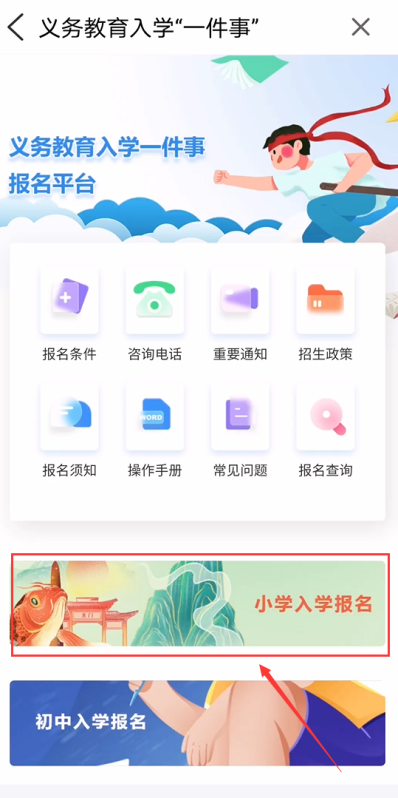 义务教育入学“一件事”
义务教育入学一件事
报名平台
报名条件
咨询电话
重要通知
招生政策
WORD
报名须知
操作手册
常见问题
报名查询
小学入学报名
初中入学报名